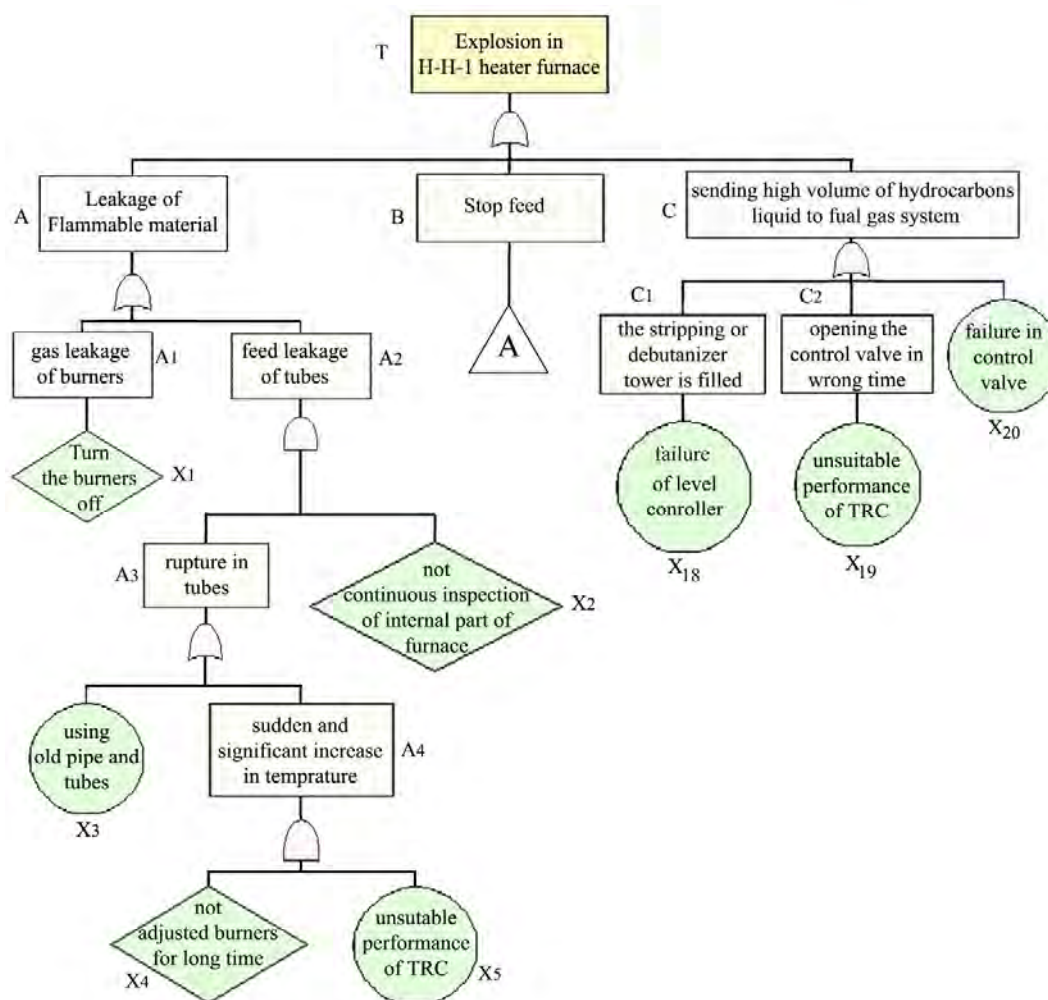 T
Explosion in
H-H-1 heater furnace
A
Leakage of
Flammable material
B
Stop feed
C
sending high volume of hydrocarbons
liquid to fual gas system
A
gas leakage
of burners
A1
feed leakage
of tubes
A2
C1
the stripping or
debutanizer
tower is filled
C2
opening the
control valve in
wrong time
failure in
control
valve
X20
Turn
the burners
off
X1
failure
of level
conroller
X18
unsuitable
performance
of TRC
X19
A3
rupture in
tubes
not
continuous inspection
of internal part of
furnace
X2
using
old pipe and
tubes
X3
sudden and
significant increase
in temprature
A4
not
adjusted burners
for long time
X4
unsutable
performance
of TRC
X5